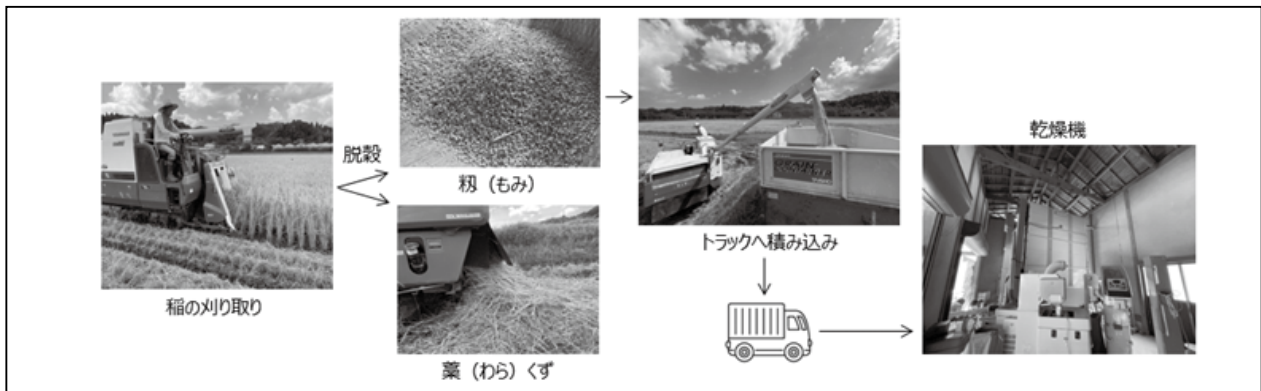 稲の刈り取り
脱穀
籾（もみ）
藁（わら）くず
トラックへ積み込み
乾燥機